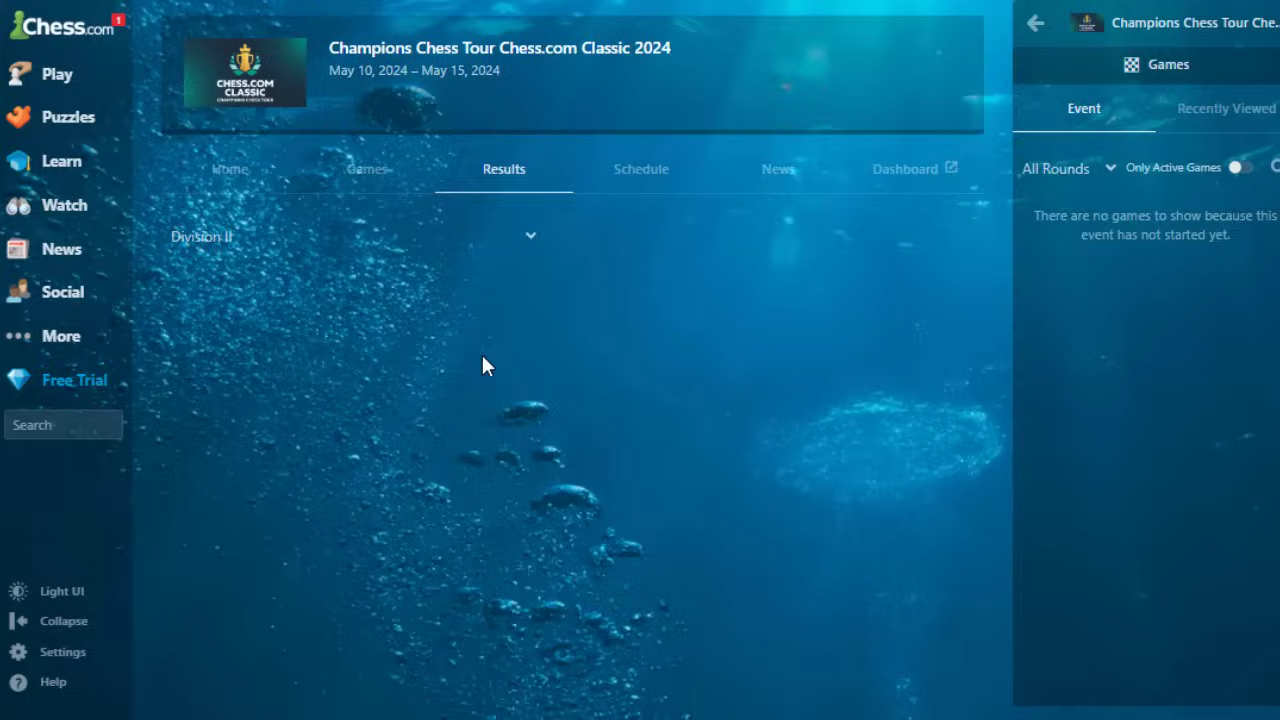 Chess.com
1
Play
Puzzles
Learn
Watch
News
Social
More
Free Trial
Search
Light UI
Collapse
Settings
Help
CHESS.COM
CLASSIC
CHAMPIONS CHESS TOUR
Champions Chess Tour Chess.com Classic 2024
May 10, 2024 – May 15, 2024
Home
Games
Results
Schedule
News
Dashboard
Division II
Champions Chess Tour Che...
Games
Event
Recently Viewed
All Rounds
Only Active Games
There are no games to show because this
event has not started yet.